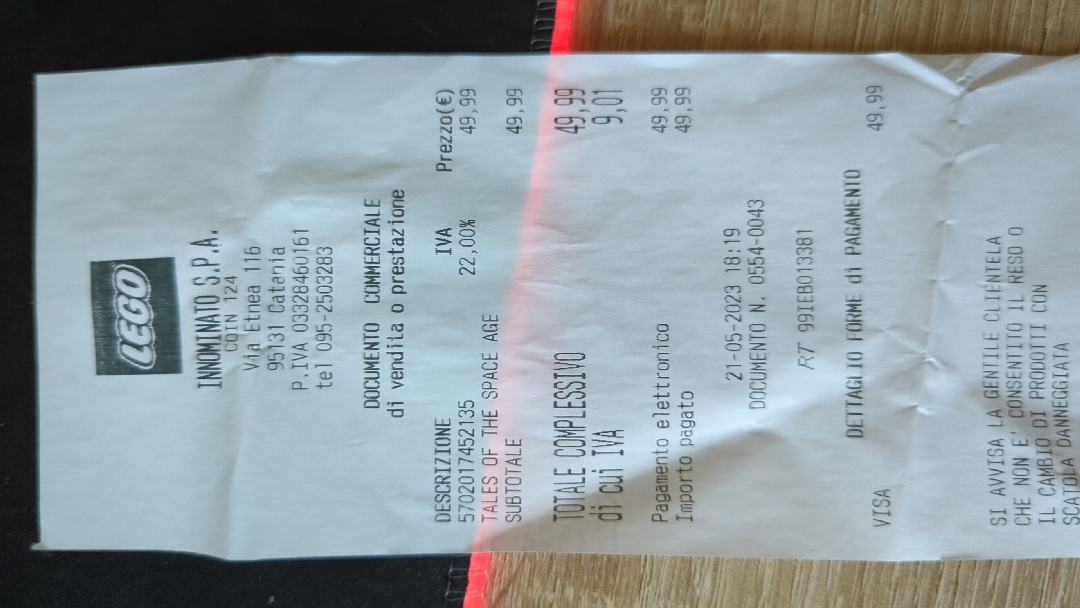 LEGO
INNOMINATO S.P.A.
COIN 124
Via Etnea 116
95131 Catania
P.IVA 03328460161
tel 095-2503283
DOCUMENTO COMMERCIALE
di vendita o prestazione
DESCRIZIONE IVA Prezzo(€)
5702017452135 22,00% 49,99
TALES OF THE SPACE AGE
SUBTOTALE 49,99
TOTALE COMPLESSIVO 49,99
di cui IVA 9,01
Pagamento elettronico 49,99
Importo pagato 49,99
21-05-2023 18:19
DOCUMENTO N. 0554-0043
RT 99IEB013381
DETTAGLIO FORME di PAGAMENTO
VISA 49,99
SI AVVISA LA GENTILE CLIENTELA
CHE NON E' CONSENTITO IL RESO O
IL CAMBIO DI PRODOTTI CON
SCATOLA DANNEGGIATA